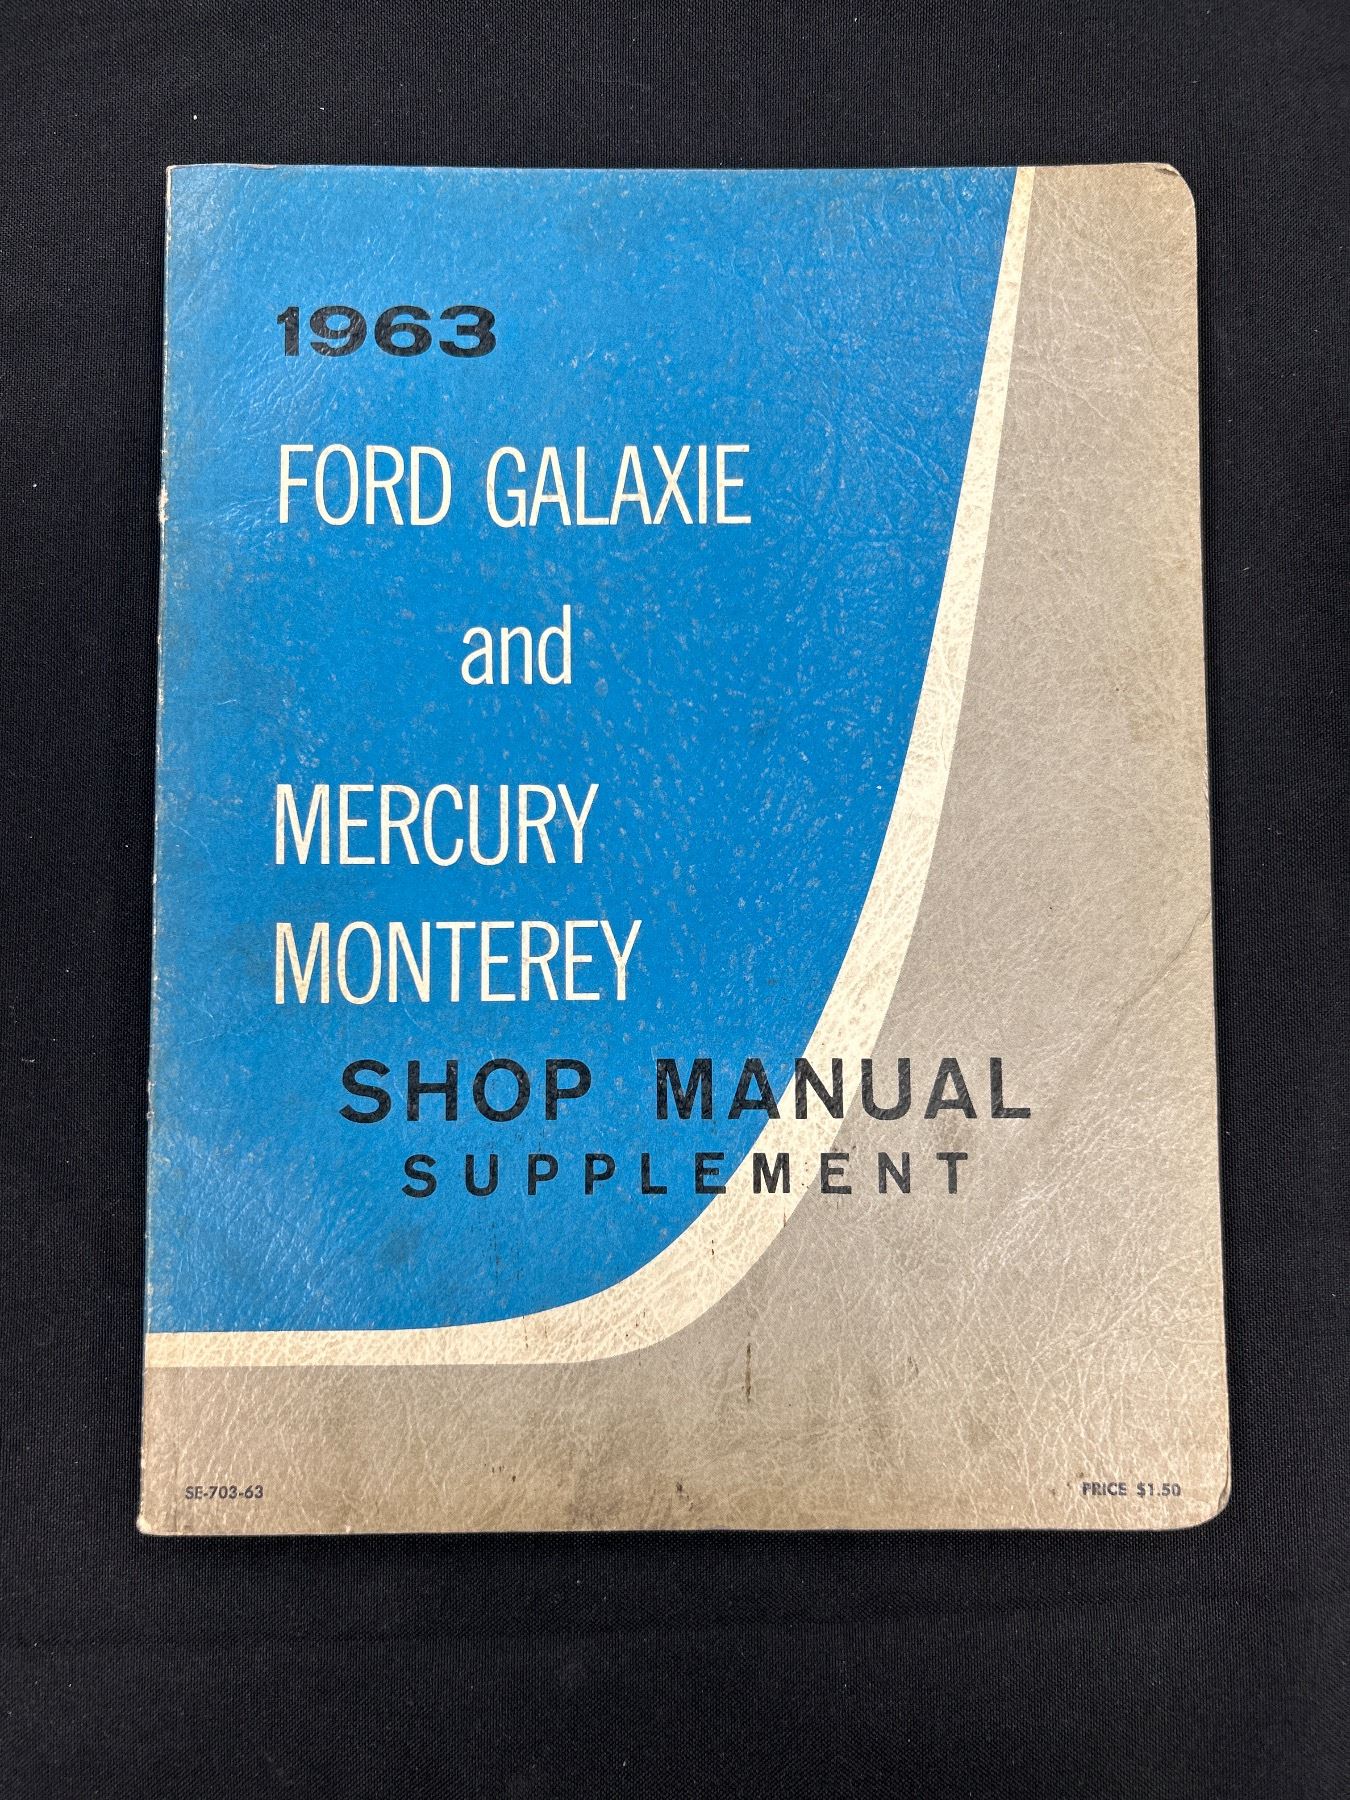 1963
FORD GALAXIE
and
MERCURY
MONTEREY
SHOP MANUAL
SUPPLEMENT
SE-703-63
PRICE $1.50